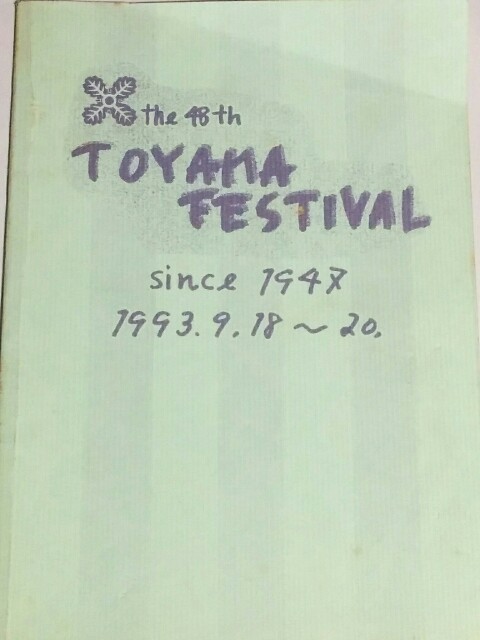 the 48th
TOYAMA
FESTIVAL
since 1947
1993.9.18～20.